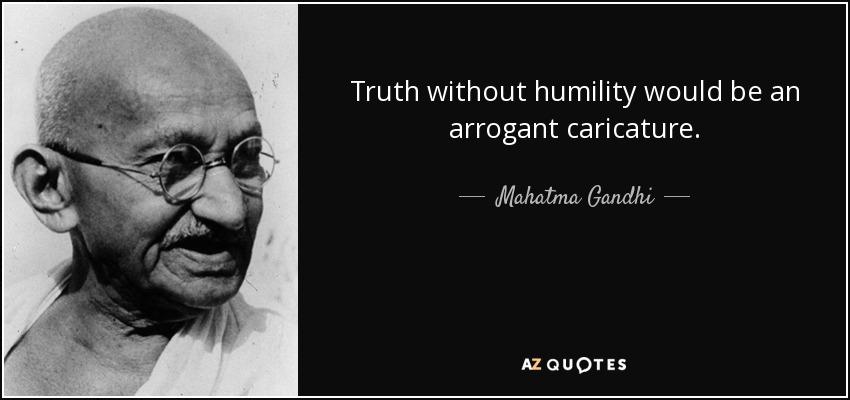 Truth without humility would be an
arrogant caricature.
Mahatma Gandhi
AZ QUOTES